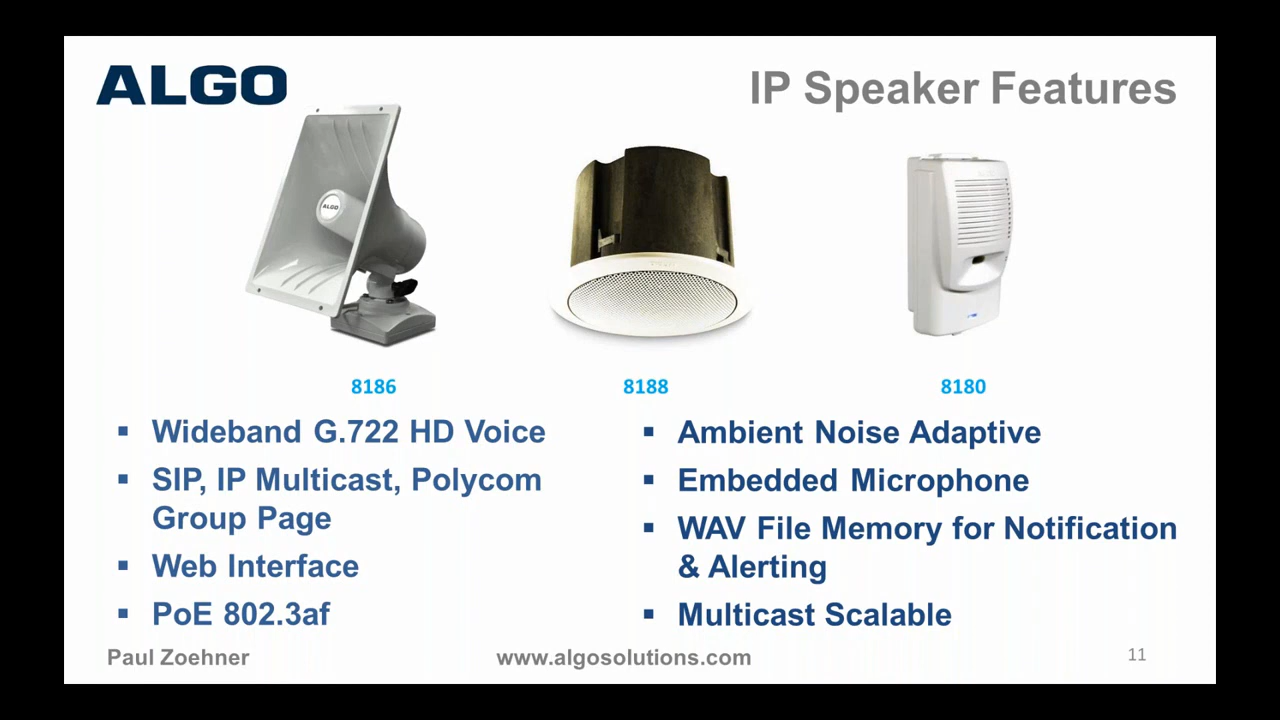 ALGO
IP Speaker Features
ALGO
8186
8188
8180
▪ Wideband G.722 HD Voice
▪ SIP, IP Multicast, Polycom
Group Page
▪ Web Interface
▪ PoE 802.3af
▪ Ambient Noise Adaptive
▪ Embedded Microphone
▪ WAV File Memory for Notification
& Alerting
▪ Multicast Scalable
Paul Zoehner
www.algosolutions.com
11